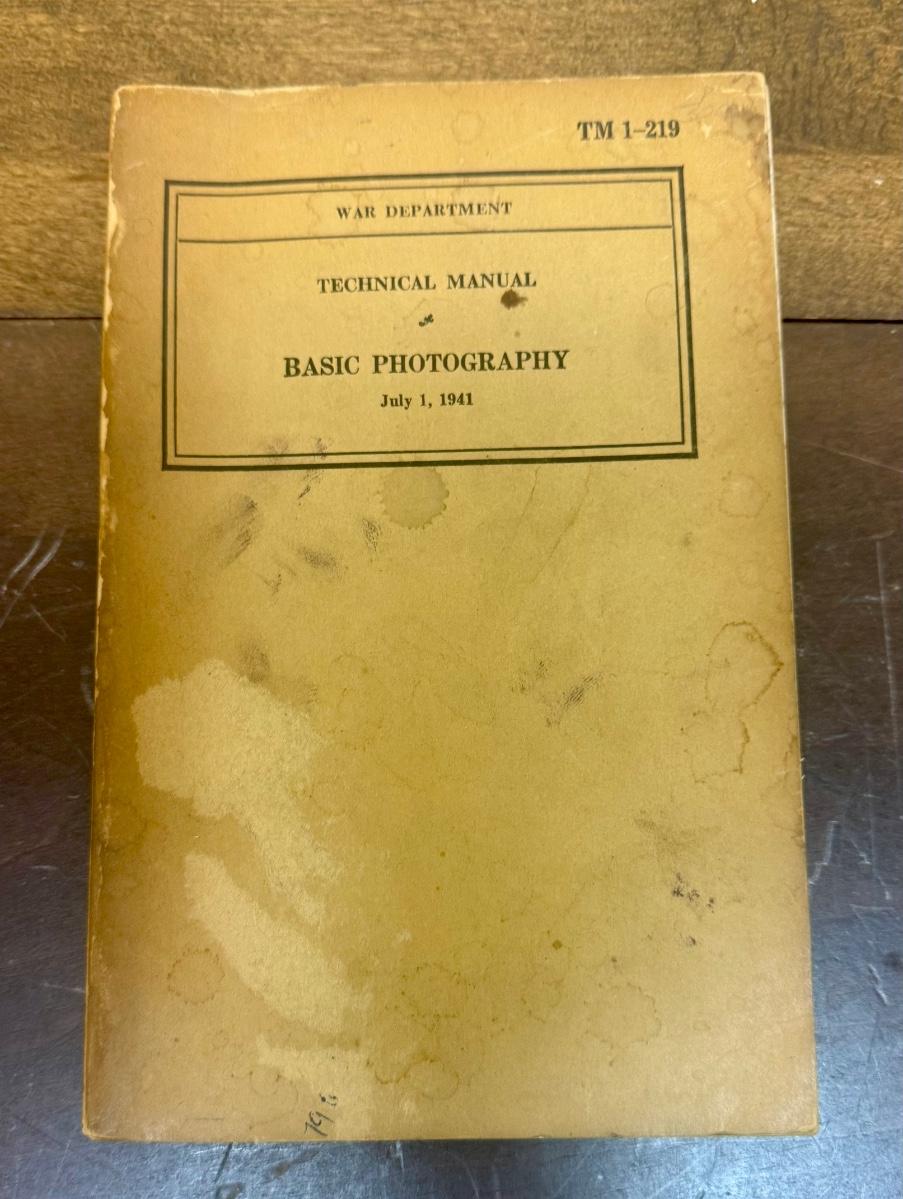 TM 1–219
WAR DEPARTMENT
TECHNICAL MANUAL
BASIC PHOTOGRAPHY
July 1, 1941